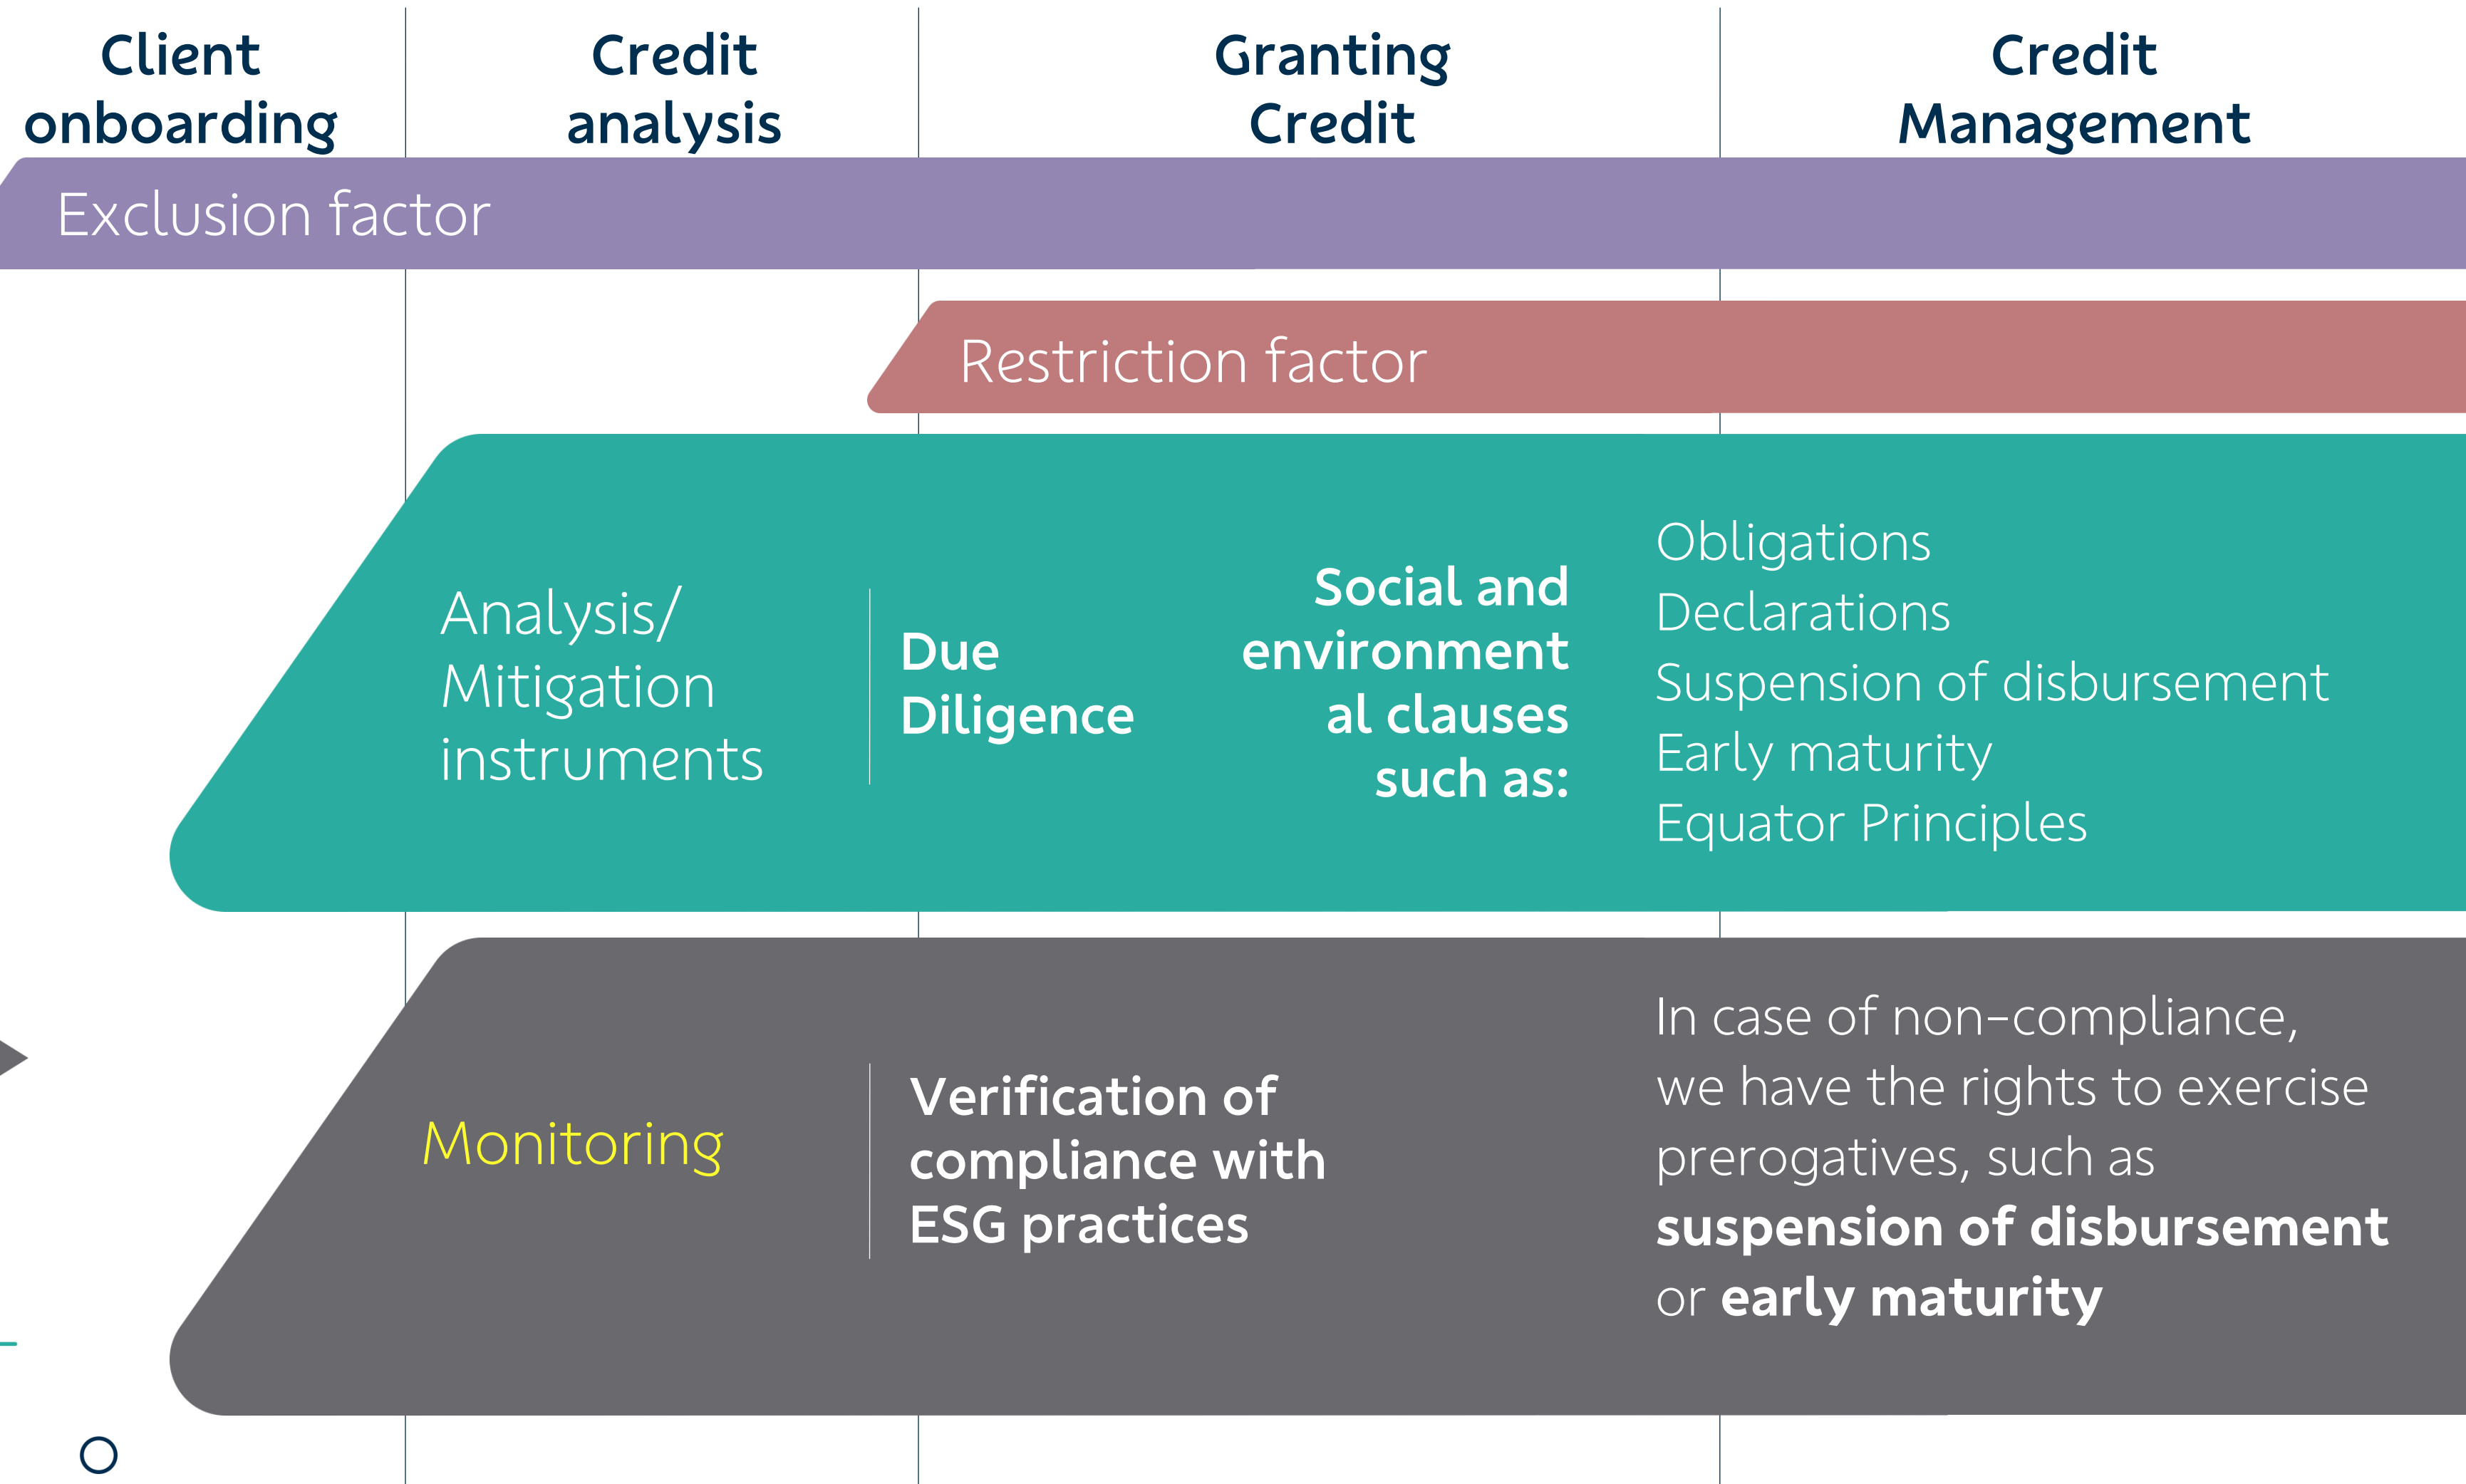 Client
onboarding
Credit
analysis
Granting
Credit
Credit
Management
Exclusion factor
Restriction factor
Analysis/
Mitigation
instruments
Due
Diligence
Social and
environment
al clauses
such as:
Obligations
Declarations
Suspension of disbursement
Early maturity
Equator Principles
Monitoring
Verification of
compliance with
ESG practices
In case of non-compliance,
we have the rights to exercise
prerogatives, such as
suspension of disbursement
or early maturity